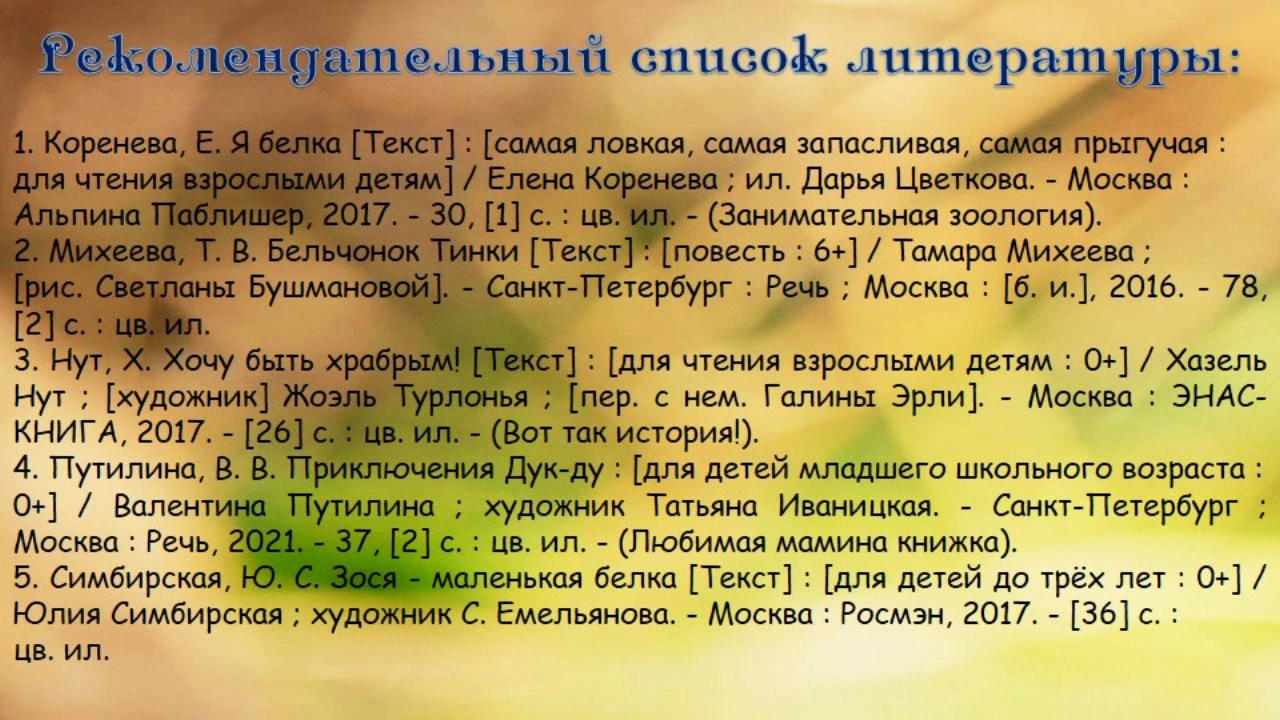 Рекомендательный список литературы:
1. Коренева, Е. Я белка [Текст] : [самая ловкая, самая запасливая, самая прыгучая :
для чтения взрослыми детям] / Елена Коренева ; ил. Дарья Цветкова. - Москва :
Альпина Паблишер, 2017. - 30, [1] с. : цв. ил. - (Занимательная зоология).
2. Михеева, Т. В. Бельчонок Тинки [Текст] : [повесть : 6+] / Тамара Михеева ;
[рис. Светланы Бушмановой]. - Санкт-Петербург : Речь ; Москва : [б. и.], 2016. - 78,
[2] с. : цв. ил.
3. Нут, Х. Хочу быть храбрым! [Текст] : [для чтения взрослыми детям : 0+] / Хазель
Нут ; [художник] Жоэль Турлонья ; [пер. с нем. Галины Эрли]. - Москва : ЭНАС-
КНИГА, 2017. - [26] с. : цв. ил. - (Вот так история!).
4. Путилина, В. В. Приключения Дук-ду : [для детей младшего школьного возраста :
0+] / Валентина Путилина ; художник Татьяна Иваницкая. - Санкт-Петербург ;
Москва : Речь, 2021. - 37, [2] с. : цв. ил. - (Любимая мамина книжка).
5. Симбирская, Ю. С. Зося - маленькая белка [Текст] : [для детей до трёх лет : 0+] /
Юлия Симбирская ; художник С. Емельянова. - Москва : Росмэн, 2017. - [36] с. :
цв. ил.